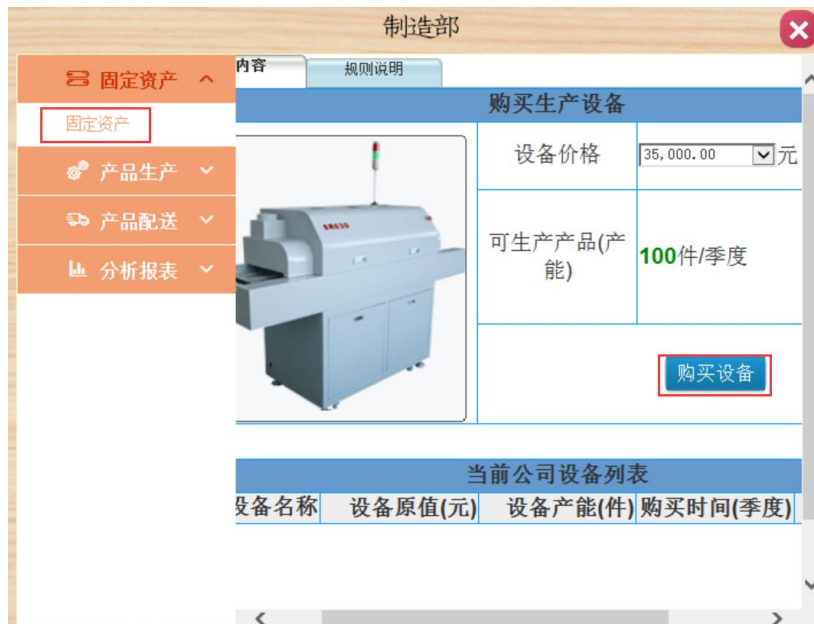 制造部
固定资产
固定资产
产品生产
产品配送
分析报表
内容
规则说明
购买生产设备
SR630
设备价格
35,000.00
元
可生产产品(产
能)
100件/季度
购买设备
当前公司设备列表
设备名称
设备原值(元)
设备产能(件)
购买时间(季度)